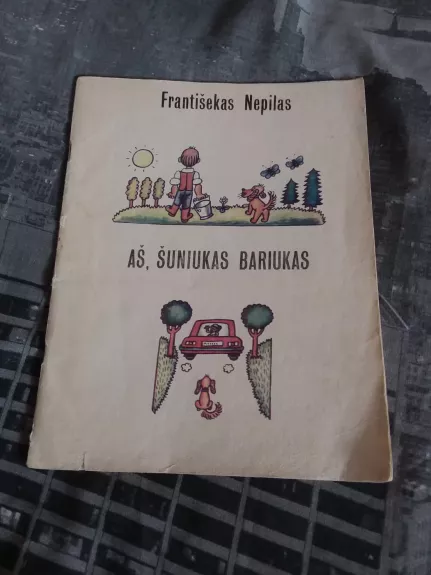 Františekas Nepilas
AŠ, ŠUNIUKAS BARIUKAS